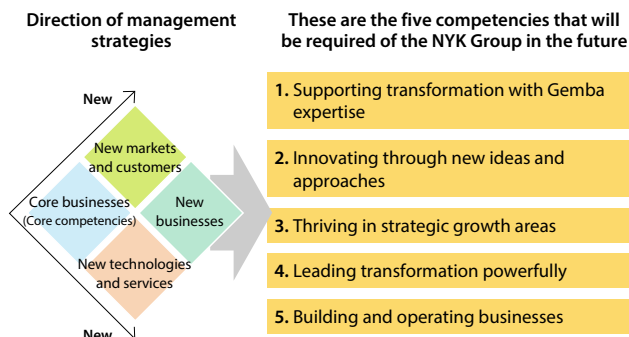 Direction of management
strategies
New
New markets
and customers
Core businesses
(Core competencies)
New
businesses
New technologies
and services
New
These are the five competencies that will
be required of the NYK Group in the future
1. Supporting transformation with Gemba
expertise
2. Innovating through new ideas and
approaches
3. Thriving in strategic growth areas
4. Leading transformation powerfully
5. Building and operating businesses